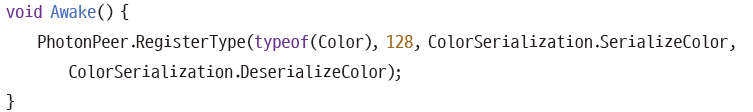 void Awake() {
PhotonPeer.RegisterType(typeof(Color), 128, ColorSerialization.SerializeColor,
ColorSerialization.DeserializeColor);
}